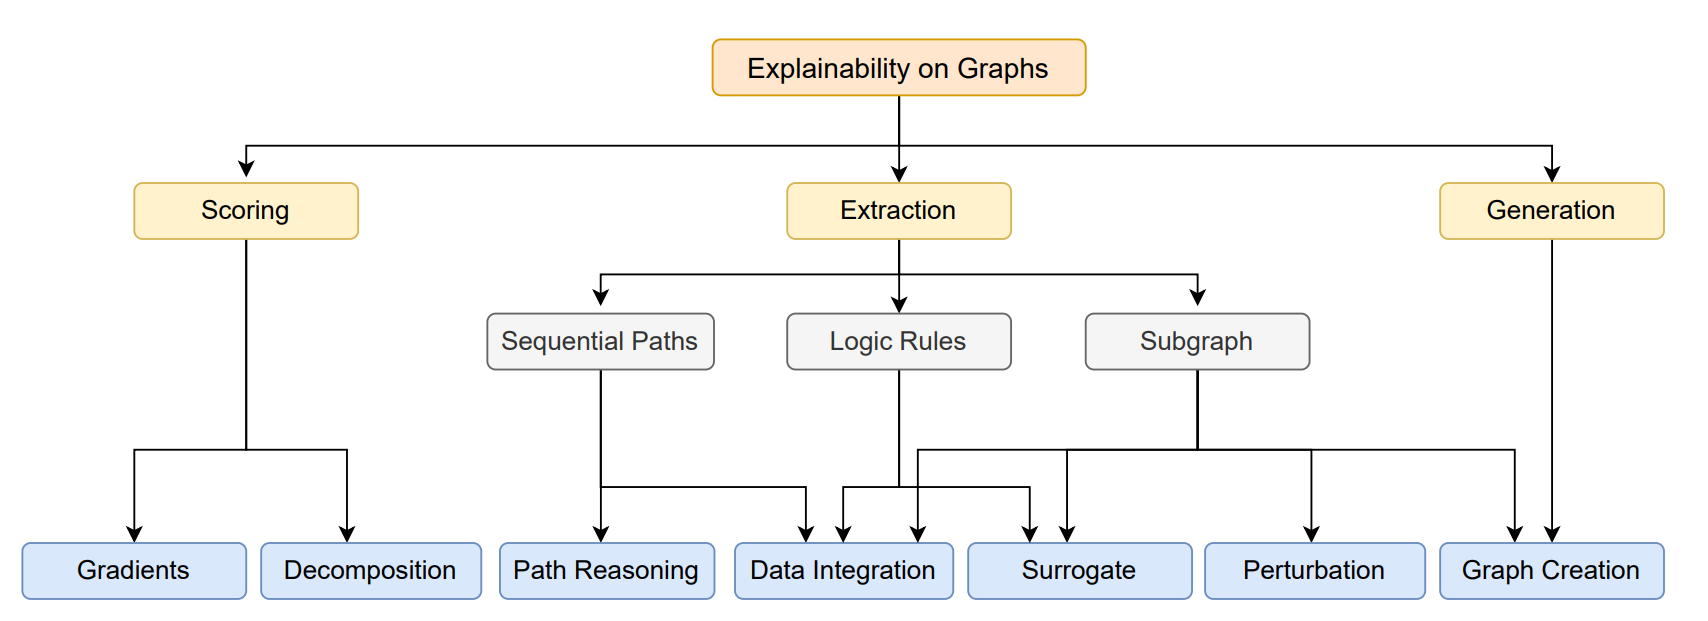 Explainability on Graphs
Scoring
Extraction
Generation
Sequential Paths
Logic Rules
Subgraph
Gradients
Decomposition
Path Reasoning
Data Integration
Surrogate
Perturbation
Graph Creation